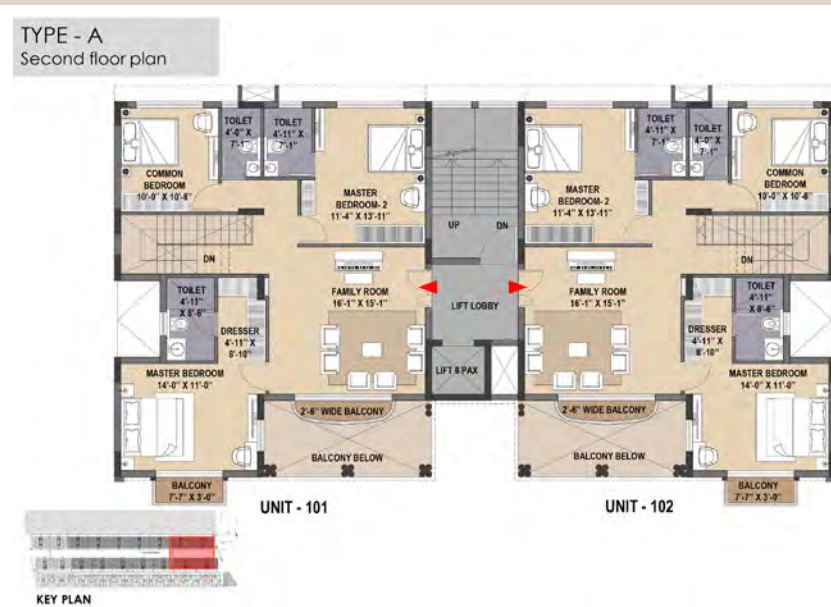 TYPE - A
Second floor plan
TOILET
4'-0" X
7'-1"
TOILET
4'-11" X
7'-1"
COMMON
BEDROOM
10'-0" X 10'-8"
MASTER
BEDROOM- 2
11'-4" X 13'-11"
UP
DN
MASTER
BEDROOM- 2
11'-4" X 13'-11"
TOILET
4'-11" X
7'-1"
TOILET
4'-0" X
7'-1"
COMMON
BEDROOM
10'-0" X 10'-8"
DN
DN
TOILET
4'-11"
X 8'-6"
DRESSER
4'-11" X
8'-10"
FAMILY ROOM
16'-1" X 15'-1"
LIFT LOBBY
FAMILY ROOM
16'-1" X 15'-1"
TOILET
4'-11"
X 8'-6"
DRESSER
4'-11" X
8'-10"
MASTER BEDROOM
14'-0" X 11'-0"
LIFT 8 PAX
MASTER BEDROOM
14'-0" X 11'-0"
2'-6" WIDE BALCONY
2'-6" WIDE BALCONY
BALCONY BELOW
BALCONY BELOW
BALCONY
7'-7" X 3'-0"
BALCONY
7'-7" X 3'-0"
UNIT - 101
UNIT - 102
KEY PLAN